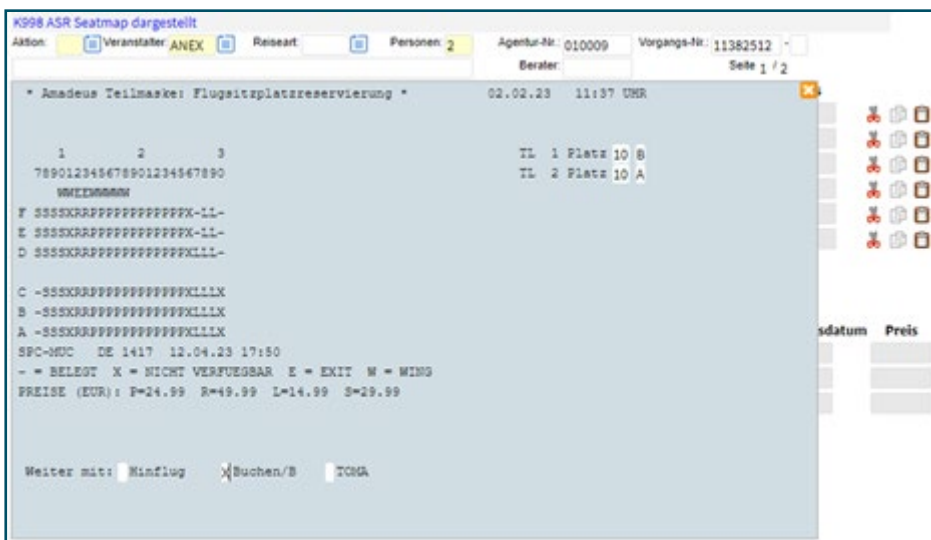 K998 ASR Seatmap dargestellt
Aktion: Veranstalter: ANEX Reiseart: Personen: 2 Agentur-Nr.: 010009 Vorgangs-Nr.: 11382512 -
Berater: Seite 1 / 2
* Amadeus Teilmaske: Flugsitzplatzreservierung * 02.02.23 11:37 UHR
1 2 3 TL 1 Platz 10 B
789012345678901234567890 TL 2 Platz 10 A
WWEEWWWWW
F SSSSXRRPPPPPPPPPPPPPX-LL-
E SSSSXRRPPPPPPPPPPPPPX-LL-
D SSSSXRRPPPPPPPPPPPPPXLLL-
C -SSSXRRPPPPPPPPPPPPPXLLLX
B -SSSXRRPPPPPPPPPPPPPXLLLX
A -SSSXRRPPPPPPPPPPPPPXLLLX
SPC-MUC DE 1417 12.04.23 17:50
- = BELEGT X = NICHT VERFUEGBAR E = EXIT W = WING
PREISE (EUR): P=24.99 R=49.99 L=14.99 S=29.99
sdatum Preis
Weiter mit: Hinflug X Buchen/B TOMA